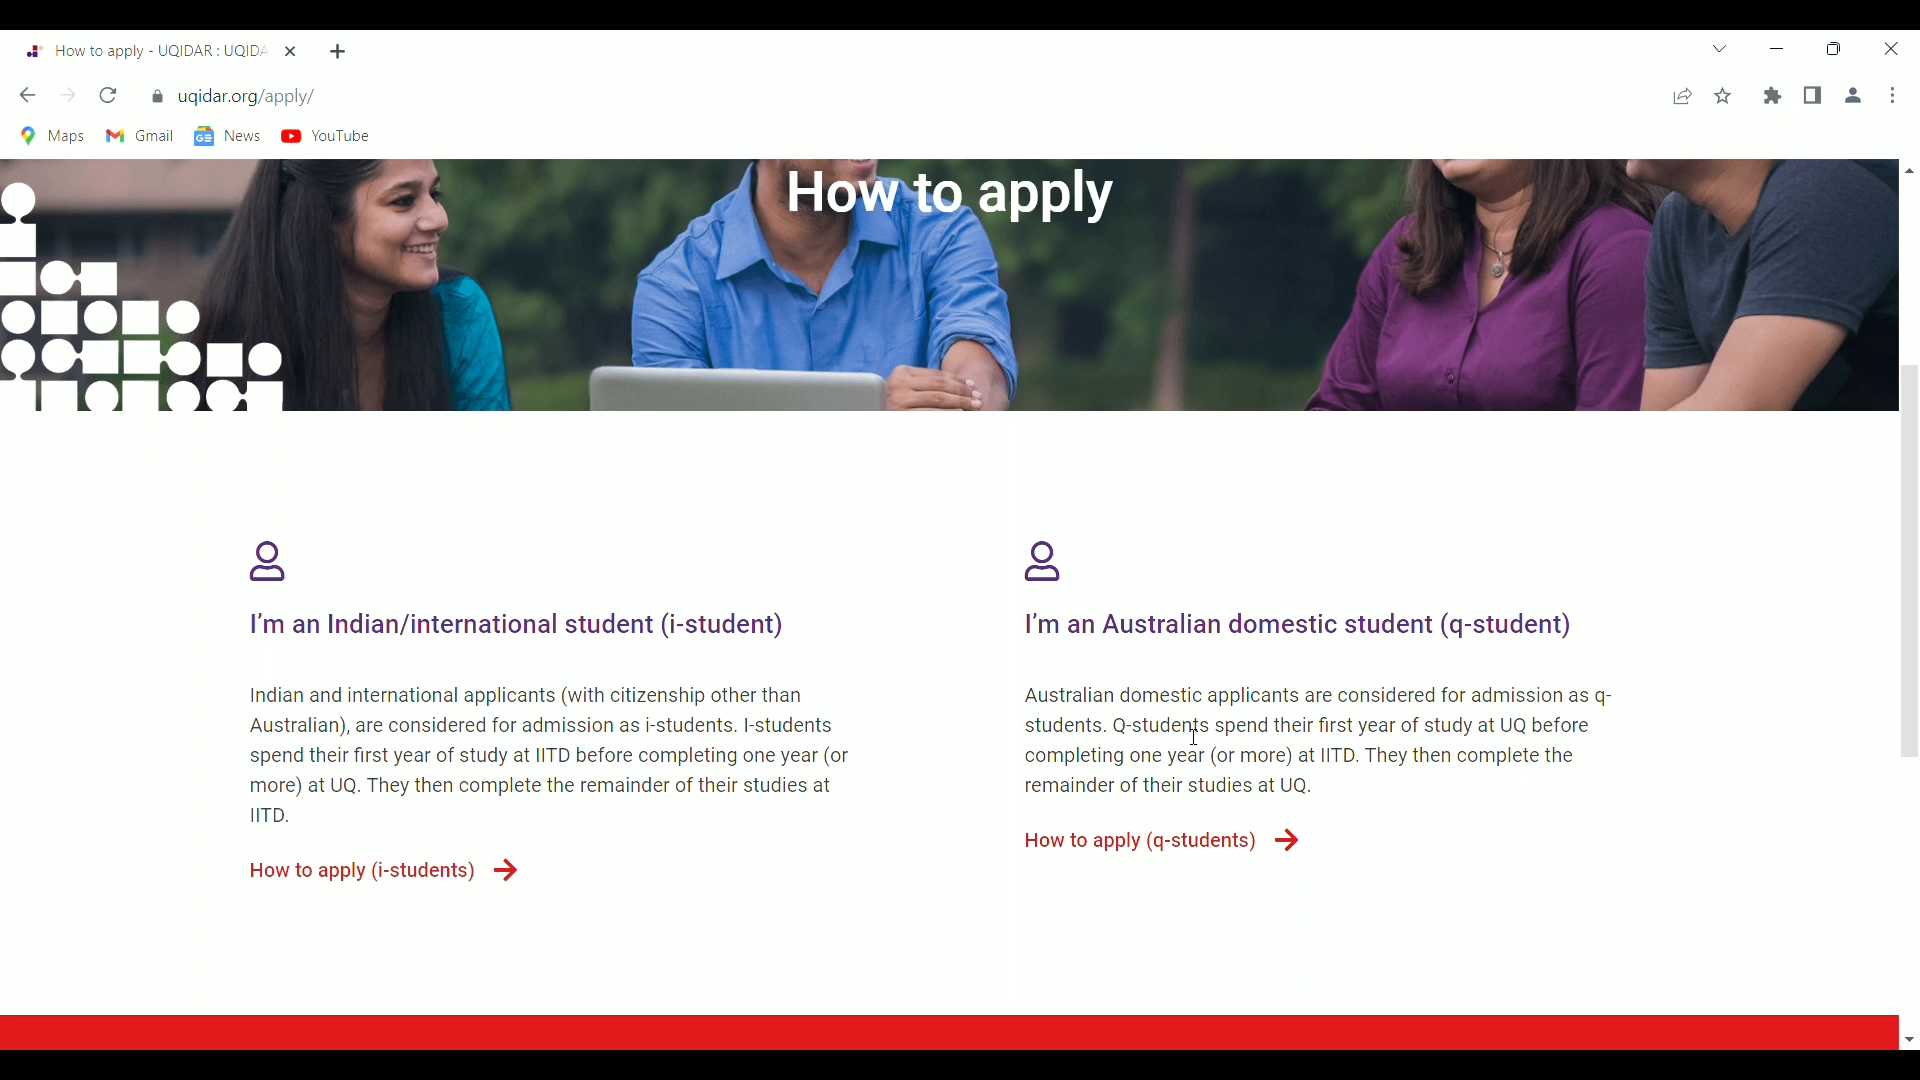 How to apply - UQIDAR : UQIDA
uqidar.org/apply/
Maps Gmail News YouTube
How to apply
I'm an Indian/international student (i-student)
Indian and international applicants (with citizenship other than
Australian), are considered for admission as i-students. I-students
spend their first year of study at IITD before completing one year (or
more) at UQ. They then complete the remainder of their studies at
IITD.
How to apply (i-students)
I'm an Australian domestic student (q-student)
Australian domestic applicants are considered for admission as q-
students. Q-students spend their first year of study at UQ before
completing one year (or more) at IITD. They then complete the
remainder of their studies at UQ.
How to apply (q-students)